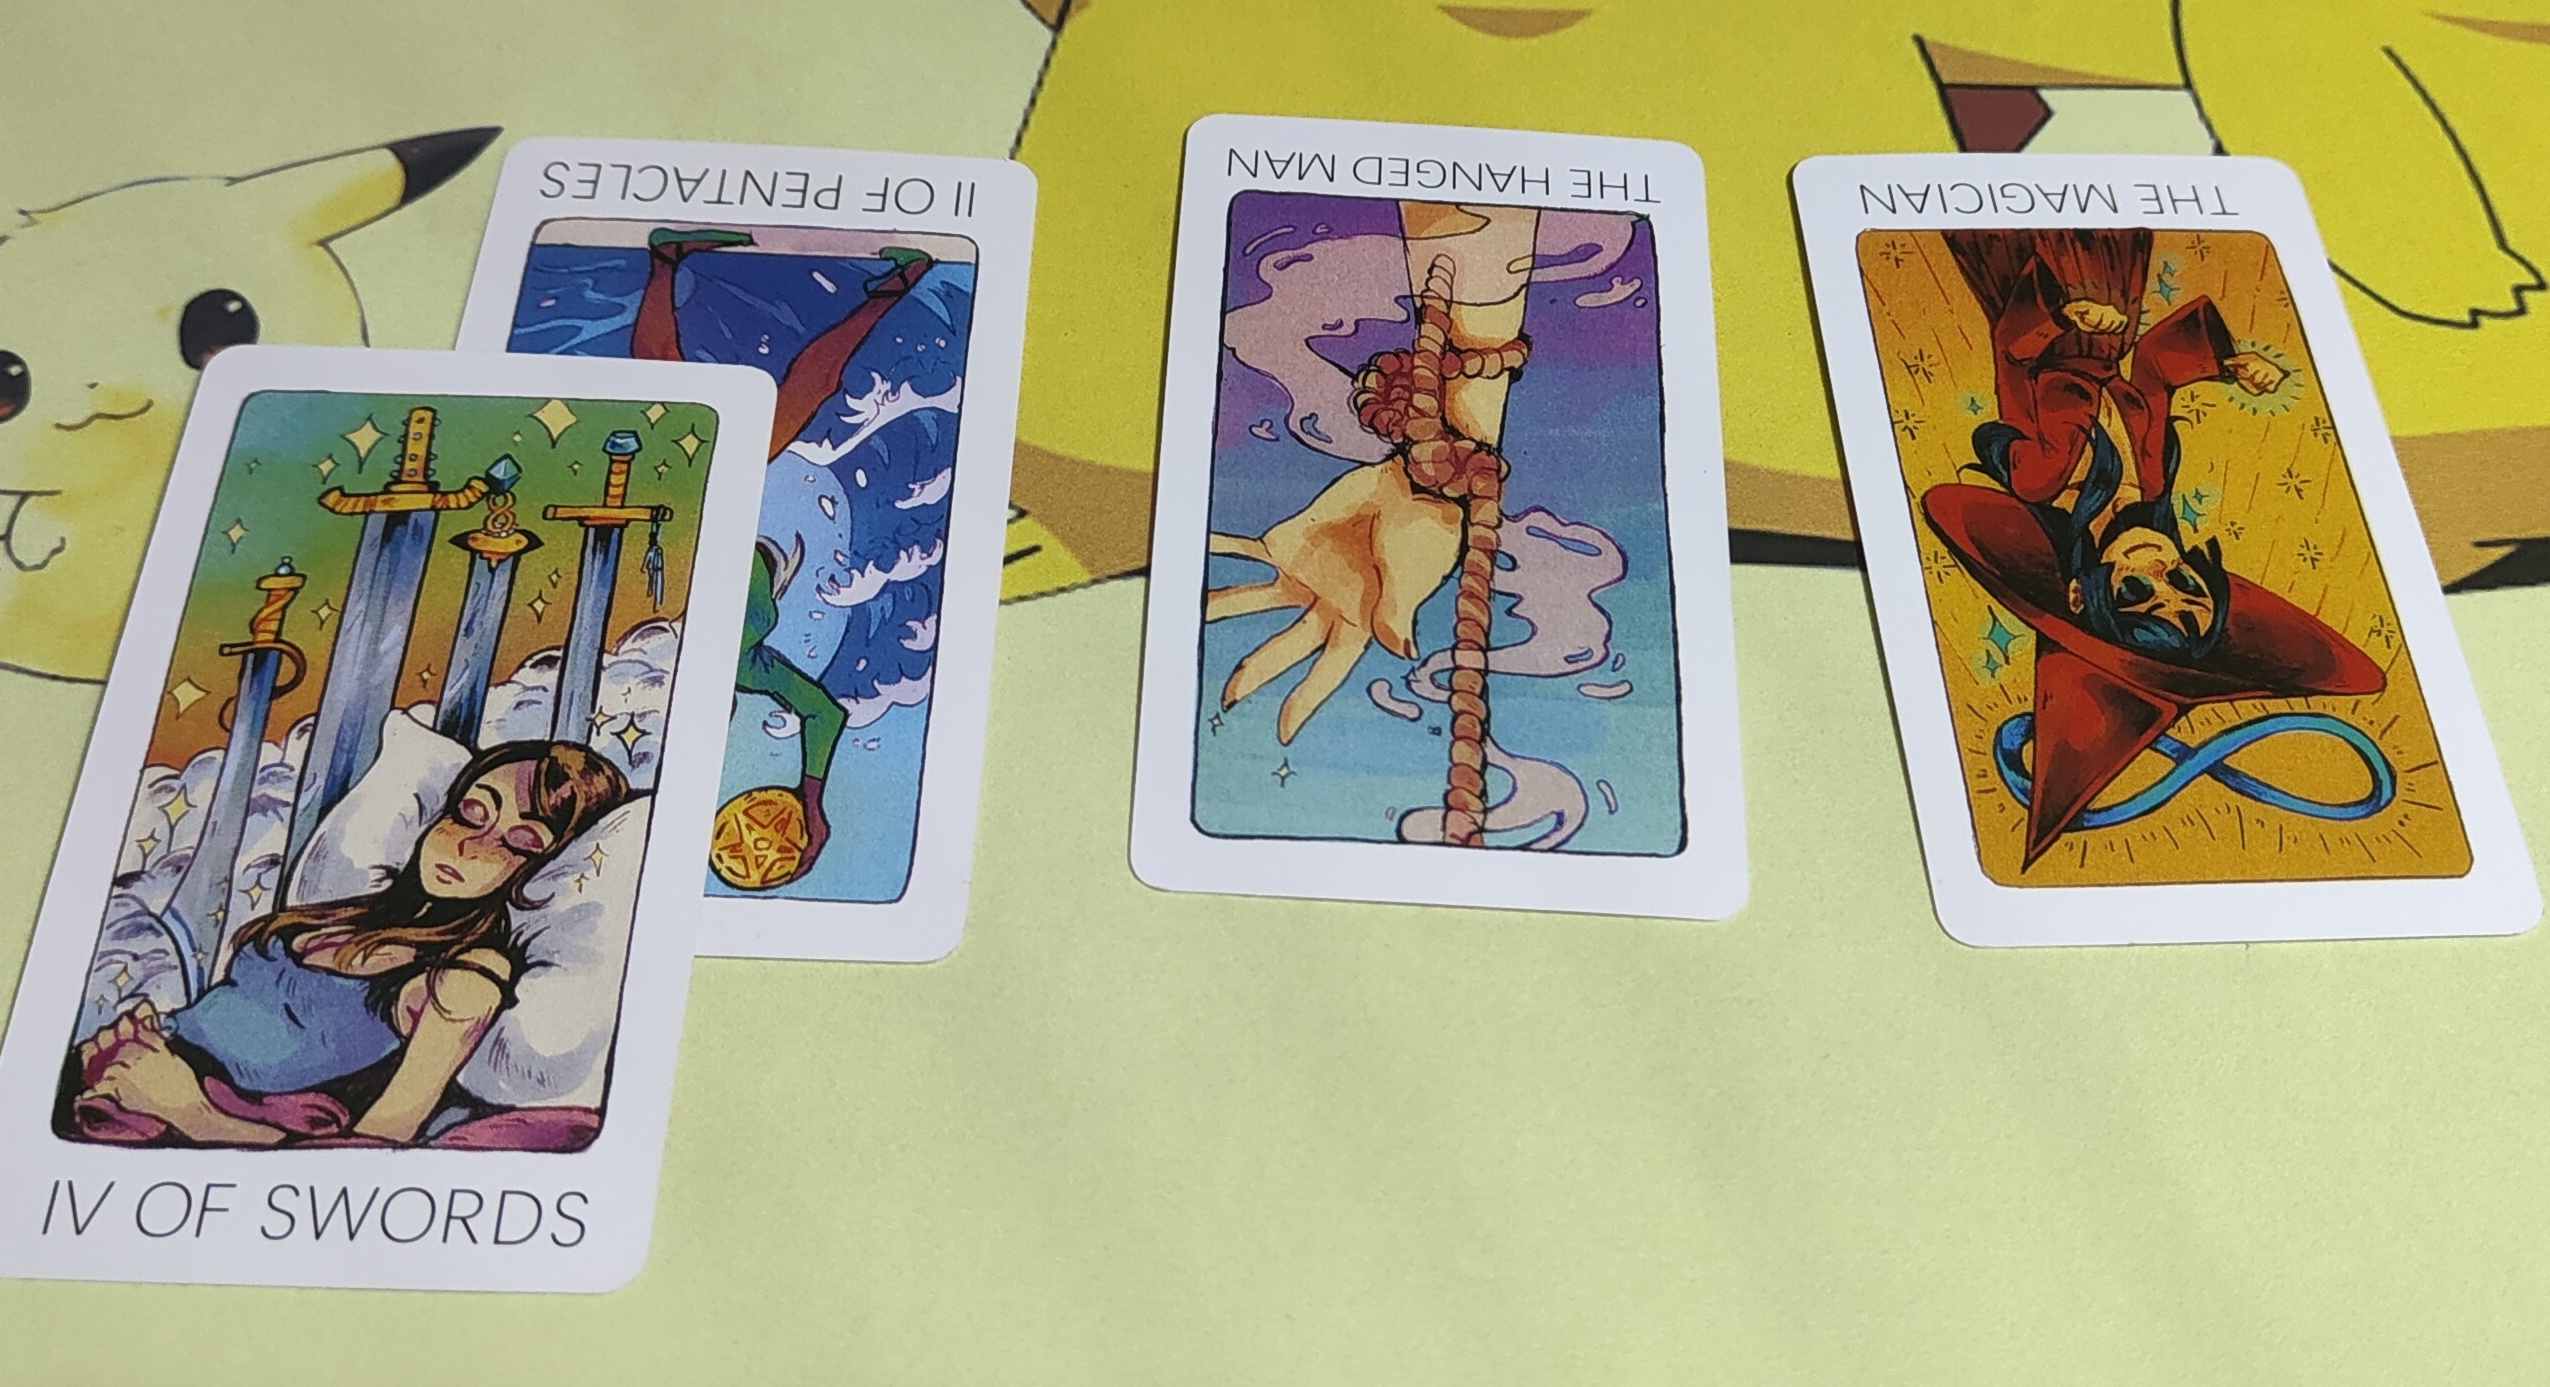 II OF PENTACLES
THE HANGED MAN
THE MAGICIAN
IV OF SWORDS